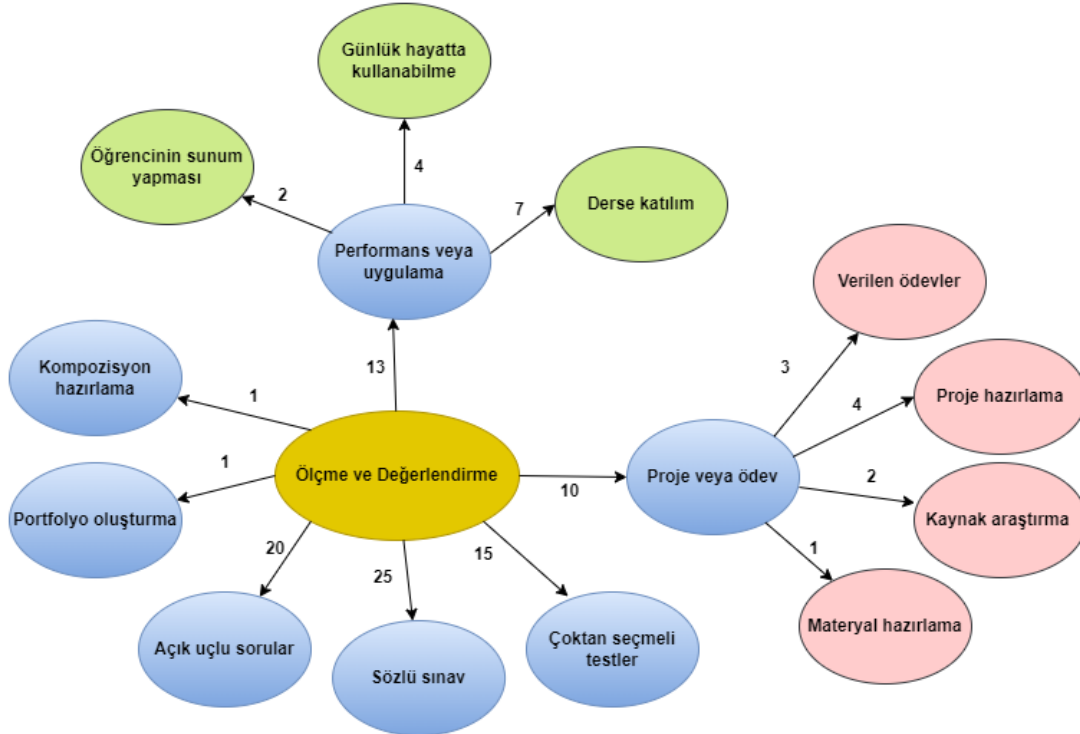 Günlük hayatta
kullanabilme
Öğrencinin sunum
yapması
2
4
7
Derse katılım
Performans veya
uygulama
Verilen ödevler
Kompozisyon
hazırlama
1
13
3
4
Proje hazırlama
Ölçme ve Değerlendirme
10
Proje veya ödev
2
Kaynak araştırma
1
Portfolyo oluşturma
20
25
15
1
Materyal hazırlama
Açık uçlu sorular
Sözlü sınav
Çoktan seçmeli
testler